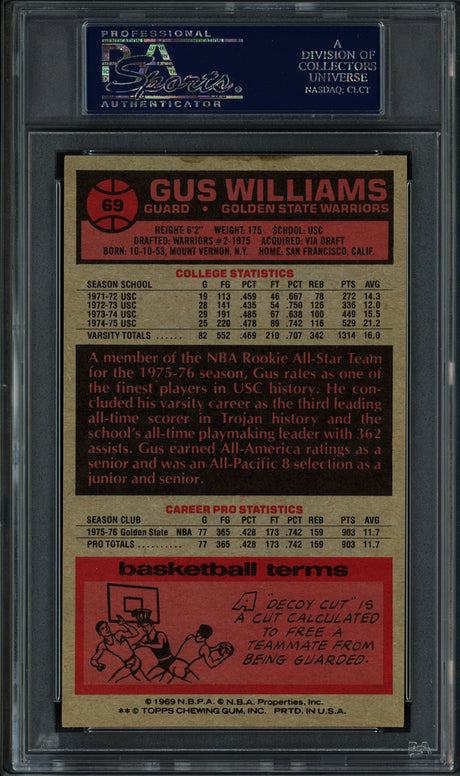 PROFESSIONAL
PSA
Sports
AUTHENTICATOR
A
DIVISION OF
COLLECTORS
UNIVERSE
NASDAQ: CLCT
69
GUS WILLIAMS
GUARD • GOLDEN STATE WARRIORS
HEIGHT: 6'2" WEIGHT: 175 SCHOOL: USC
DRAFTED: WARRIORS #2-1975 ACQUIRED: VIA DRAFT
BORN: 10-10-53, MOUNT VERNON, N.Y. HOME: SAN FRANCISCO, CALIF.
COLLEGE STATISTICS
SEASON SCHOOL G FG PCT FT PCT REB PTS AVG
1971-72 USC 19 113 .459 46 .667 78 272 14.3
1972-73 USC 28 141 .435 54 .750 126 336 12.0
1973-74 USC 29 191 .485 67 .638 100 449 15.5
1974-75 USC 25 220 .478 89 .742 116 529 21.2
VARSITY TOTALS ...... 82 552 .469 210 .707 342 1314 16.0
A member of the NBA Rookie All-Star Team
for the 1975-76 season, Gus rates as one of
the finest players in USC history. He con-
cluded his varsity career as the third leading
all-time scorer in Trojan history and the
school's all-time playmaking leader with 362
assists. Gus earned All-America ratings as a
senior and was an All-Pacific 8 selection as a
junior and senior.
CAREER PRO STATISTICS
SEASON CLUB G FG PCT FT PCT REB PTS AVG
1975-76 Golden State NBA 77 365 .428 173 .742 159 903 11.7
PRO TOTALS .......... 77 365 .428 173 .742 159 903 11.7
basketball terms
A "DECOY CUT" IS
A CUT CALCULATED
TO FREE A
TEAMMATE FROM
BEING GUARDED.
© 1969 N.B.P.A. © N.B.A. Properties, Inc.
** © TOPPS CHEWING GUM, INC. PRTD. IN U.S.A.